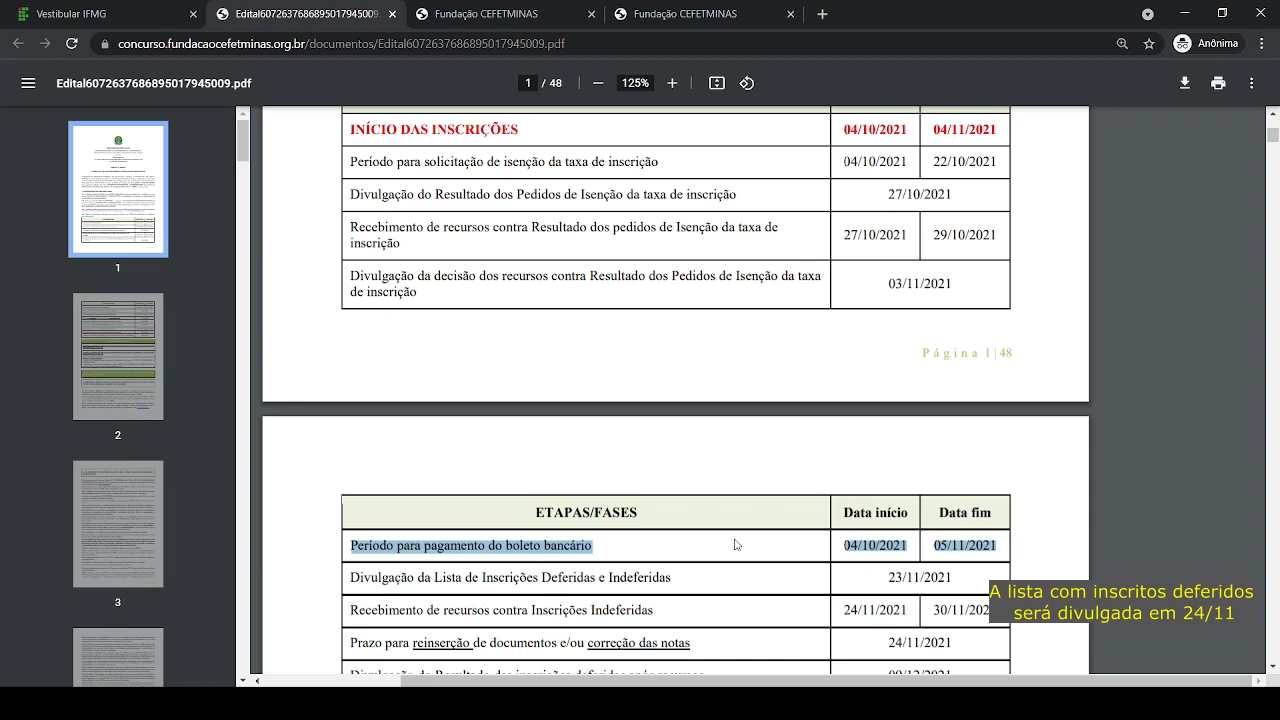 Vestibular IFMG
Edital6072637686895017945009.
Fundação CEFETMINAS
Fundação CEFETMINAS
concurso.fundacaocefetminas.org.br/documentos/Edital6072637686895017945009.pdf
Anônima
Edital6072637686895017945009.pdf
1 / 48
125%
INÍCIO DAS INSCRIÇÕES 04/10/2021 04/11/2021
Período para solicitação de isenção da taxa de inscrição 04/10/2021 22/10/2021
Divulgação do Resultado dos Pedidos de Isenção da taxa de inscrição 27/10/2021
Recebimento de recursos contra Resultado dos pedidos de Isenção da taxa de
inscrição 27/10/2021 29/10/2021
Divulgação da decisão dos recursos contra Resultado dos Pedidos de Isenção da taxa
de inscrição 03/11/2021
Página 1|48
1
2
3
ETAPAS/FASES Data início Data fim
Período para pagamento do boleto bancário 04/10/2021 05/11/2021
Divulgação da Lista de Inscrições Deferidas e Indeferidas 23/11/2021
Recebimento de recursos contra Inscrições Indeferidas 24/11/2021 30/11/202
Prazo para reinserção de documentos e/ou correção das notas 24/11/2021
A lista com inscritos deferidos
será divulgada em 24/11